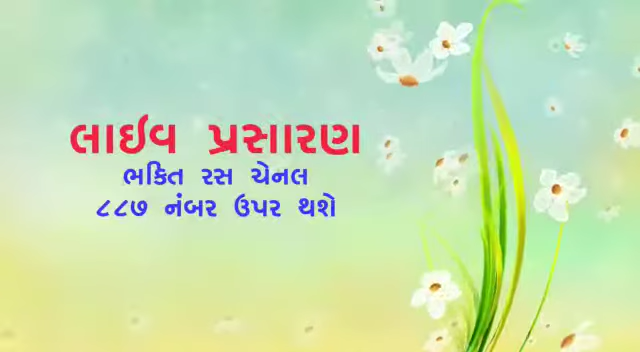 લાઈવ પ્રસારણ
ભકિત રસ ચેનલ
૮૮૭ નંબર ઉપર થશે